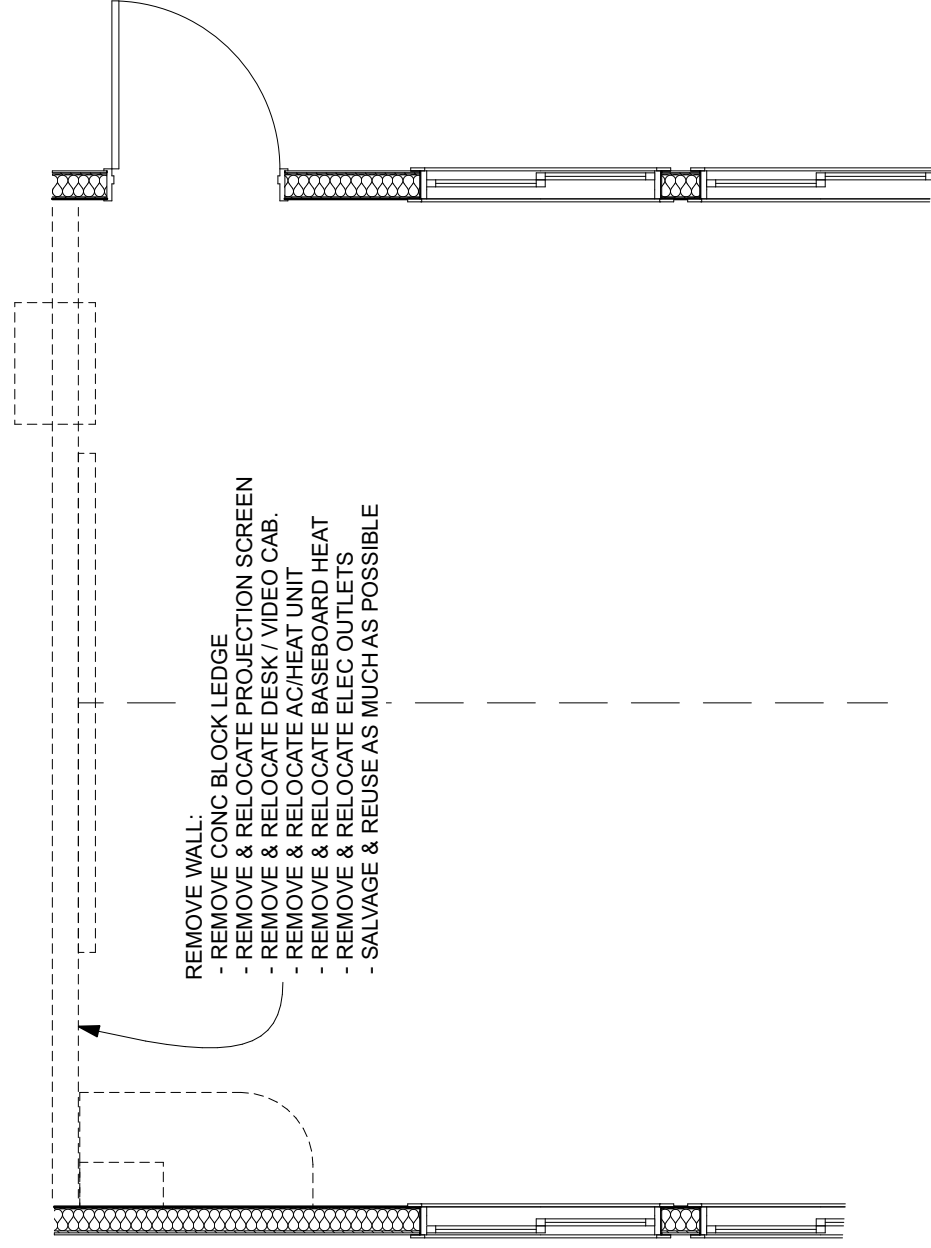 REMOVE WALL:
- REMOVE CONC BLOCK LEDGE
- REMOVE & RELOCATE PROJECTION SCREEN
- REMOVE & RELOCATE DESK / VIDEO CAB.
- REMOVE & RELOCATE AC/HEAT UNIT
- REMOVE & RELOCATE BASEBOARD HEAT
- REMOVE & RELOCATE ELEC OUTLETS
- SALVAGE & REUSE AS MUCH AS POSSIBLE